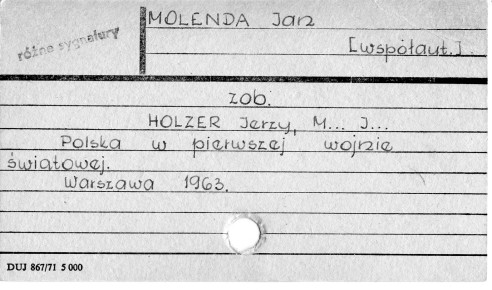 MOLENDA Jan
różne sygnatury
[współaut.]
zob.
HOLZER Jerzy, M... J...
Polska w pierwszej wojnie
światowej.
Warszawa 1963.
DUJ 867/71 5 000